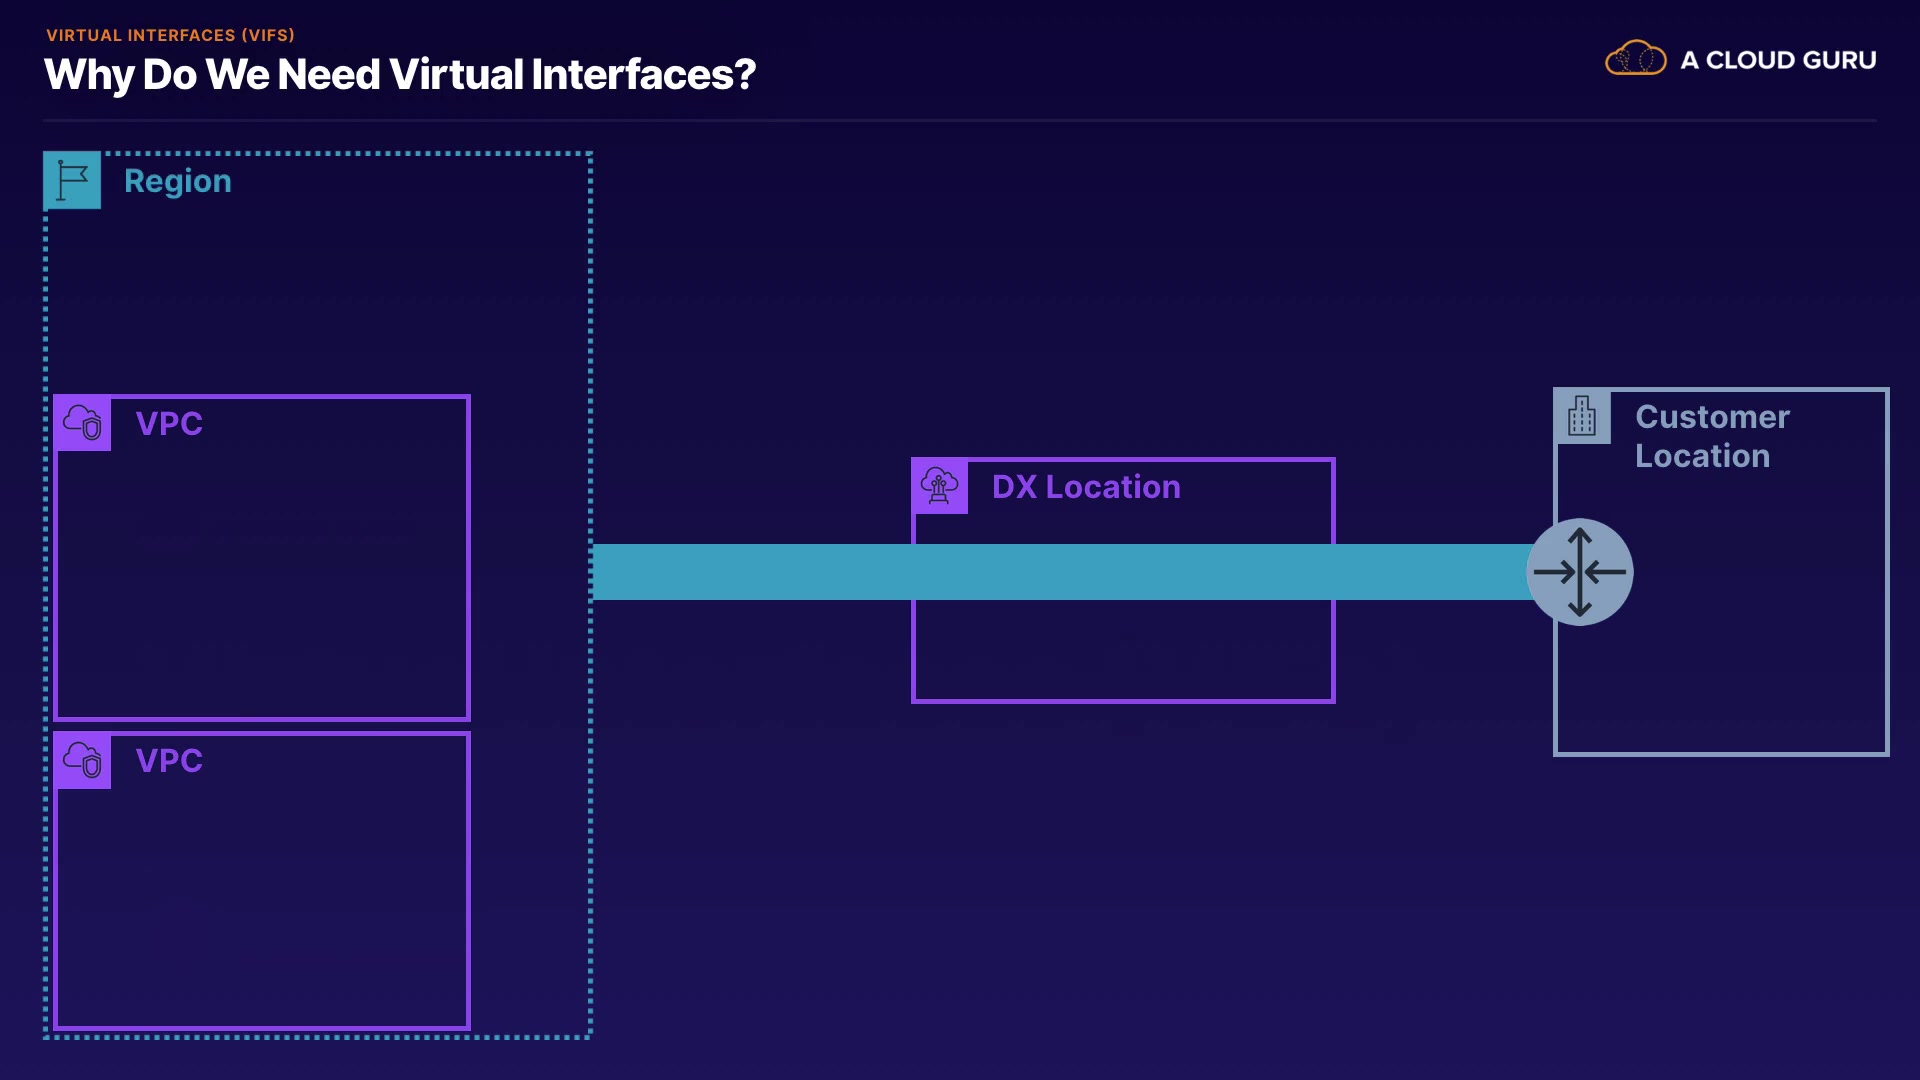 VIRTUAL INTERFACES (VIFS)
Why Do We Need Virtual Interfaces?
A CLOUD GURU
Region
VPC
DX Location
Customer
Location
VPC